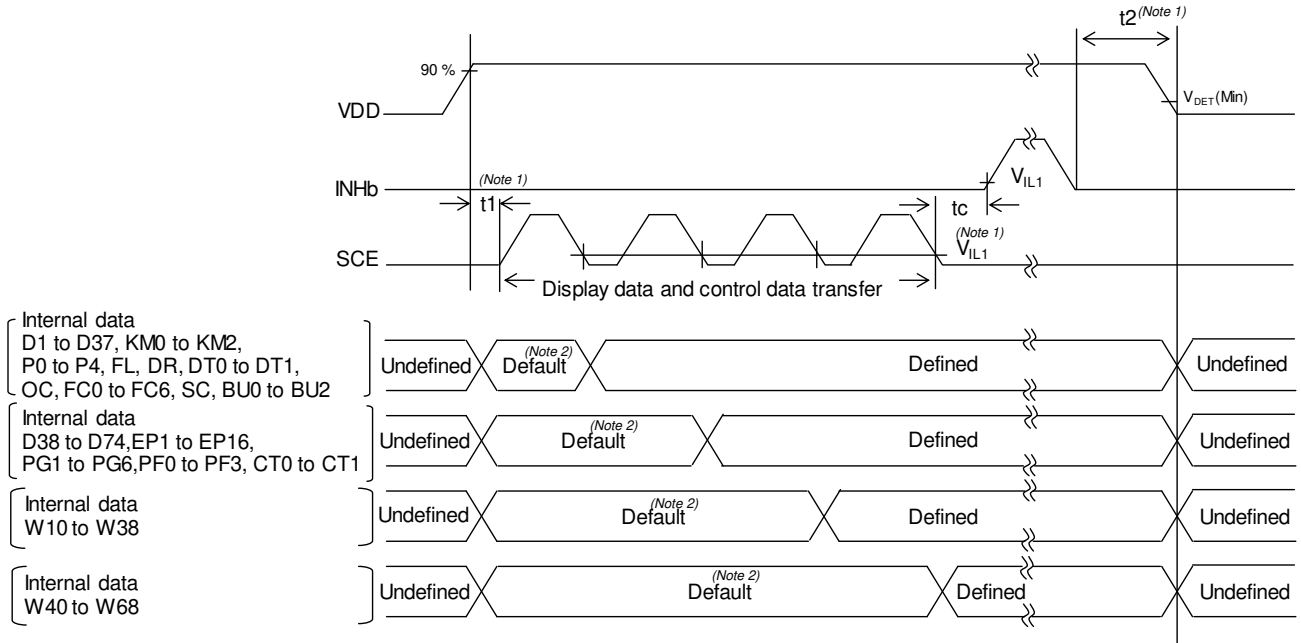 t2(Note 1)
90 %
VDD
VDET(Min)
INHb
(Note 1)
t1
VIL1
tc
(Note 1)
VIL1
SCE
Display data and control data transfer
Internal data
D1 to D37, KM0 to KM2,
P0 to P4, FL, DR, DT0 to DT1,
OC, FC0 to FC6, SC, BU0 to BU2
Undefined
Default(Note 2)
Defined
Undefined
Internal data
D38 to D74,EP1 to EP16,
PG1 to PG6,PF0 to PF3, CT0 to CT1
Undefined
Default(Note 2)
Defined
Undefined
Internal data
W10 to W38
Undefined
Default(Note 2)
Defined
Undefined
Internal data
W40 to W68
Undefined
Default(Note 2)
Defined
Undefined